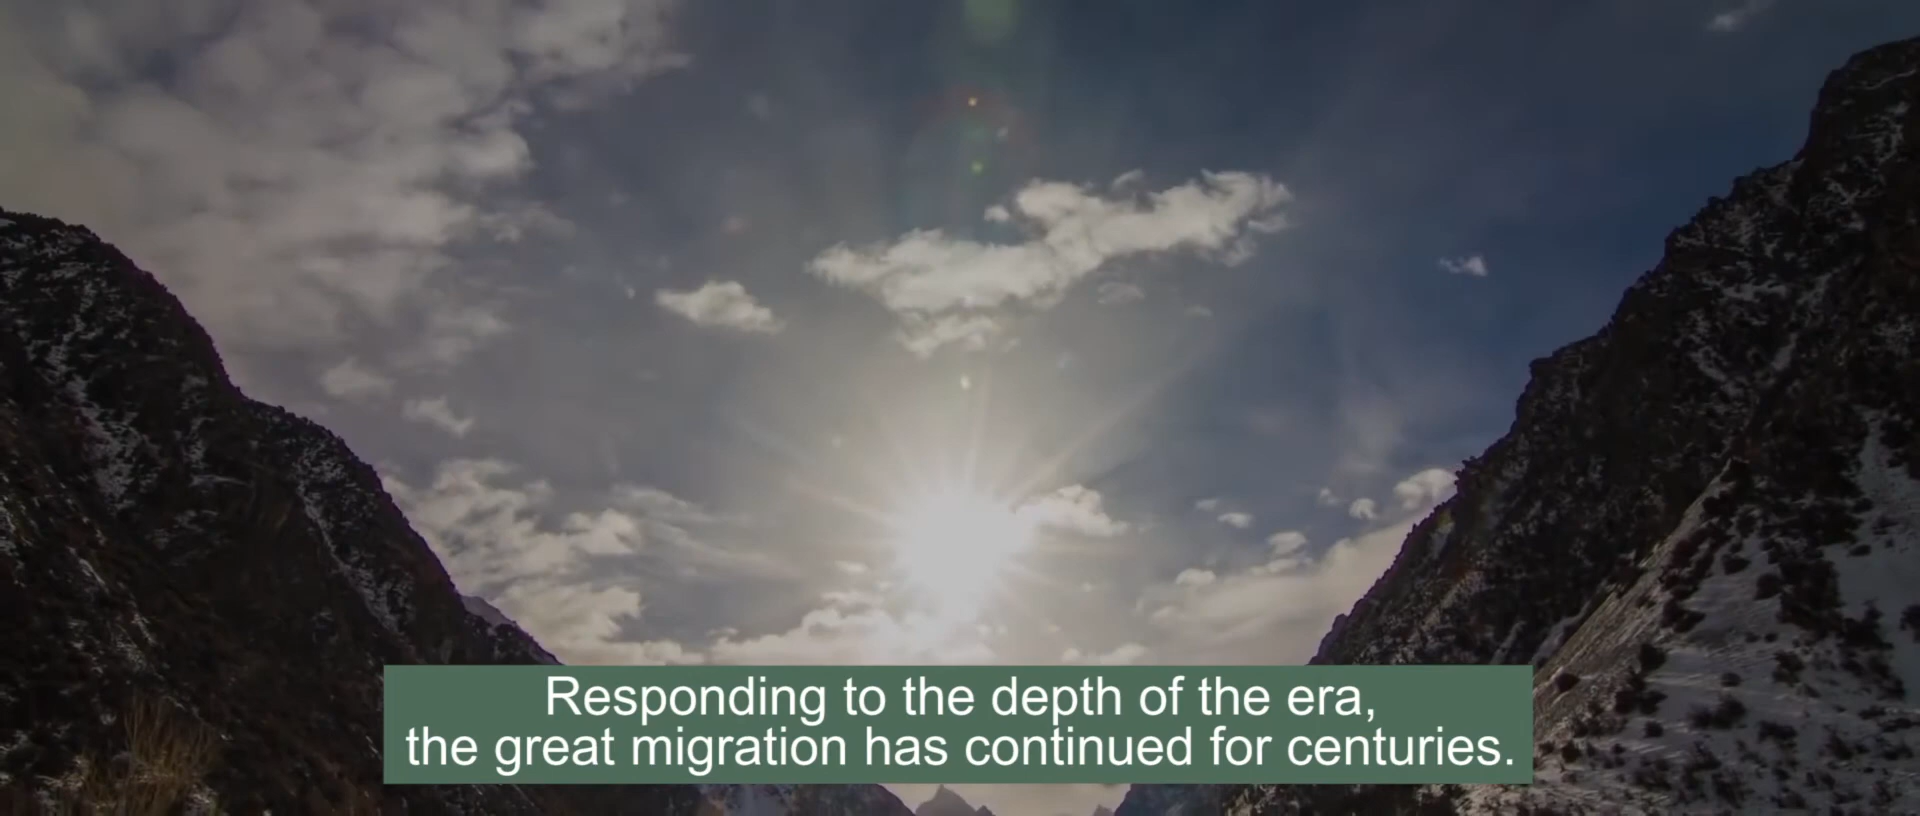 Responding to the depth of the era,
the great migration has continued for centuries.